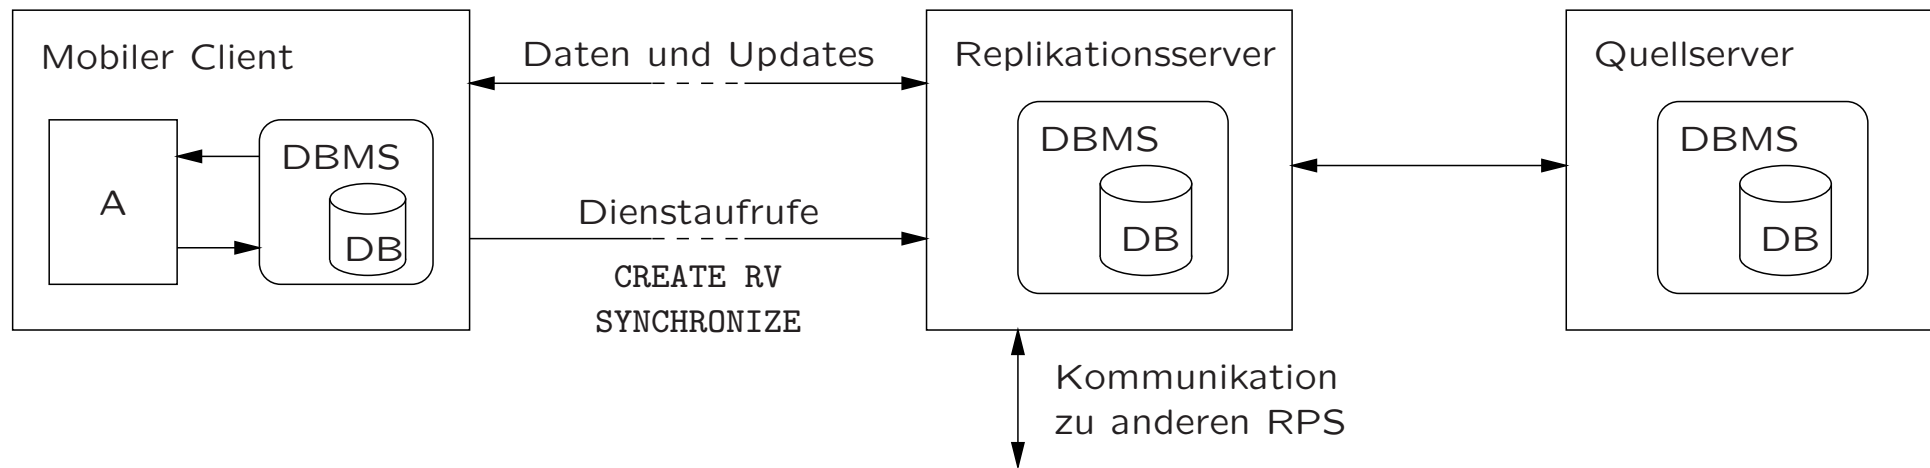 Mobiler Client
A
DBMS
DB
Daten und Updates
Dienstaufrufe
CREATE RV
SYNCHRONIZE
Replikationsserver
DBMS
DB
Kommunikation
zu anderen RPS
Quellserver
DBMS
DB